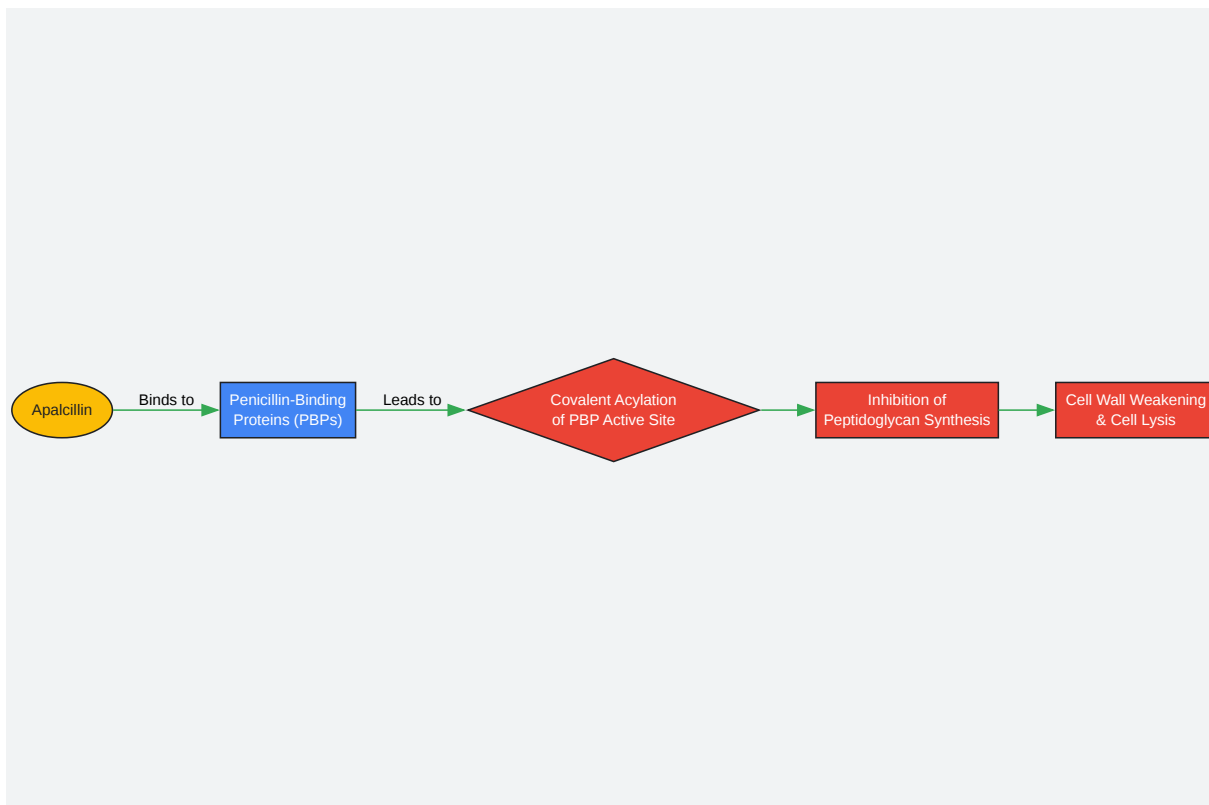 Apalcillin
Binds to
Penicillin-Binding
Proteins (PBPs)
Leads to
Covalent Acylation
of PBP Active Site
Inhibition of
Peptidoglycan Synthesis
Cell Wall Weakening
& Cell Lysis